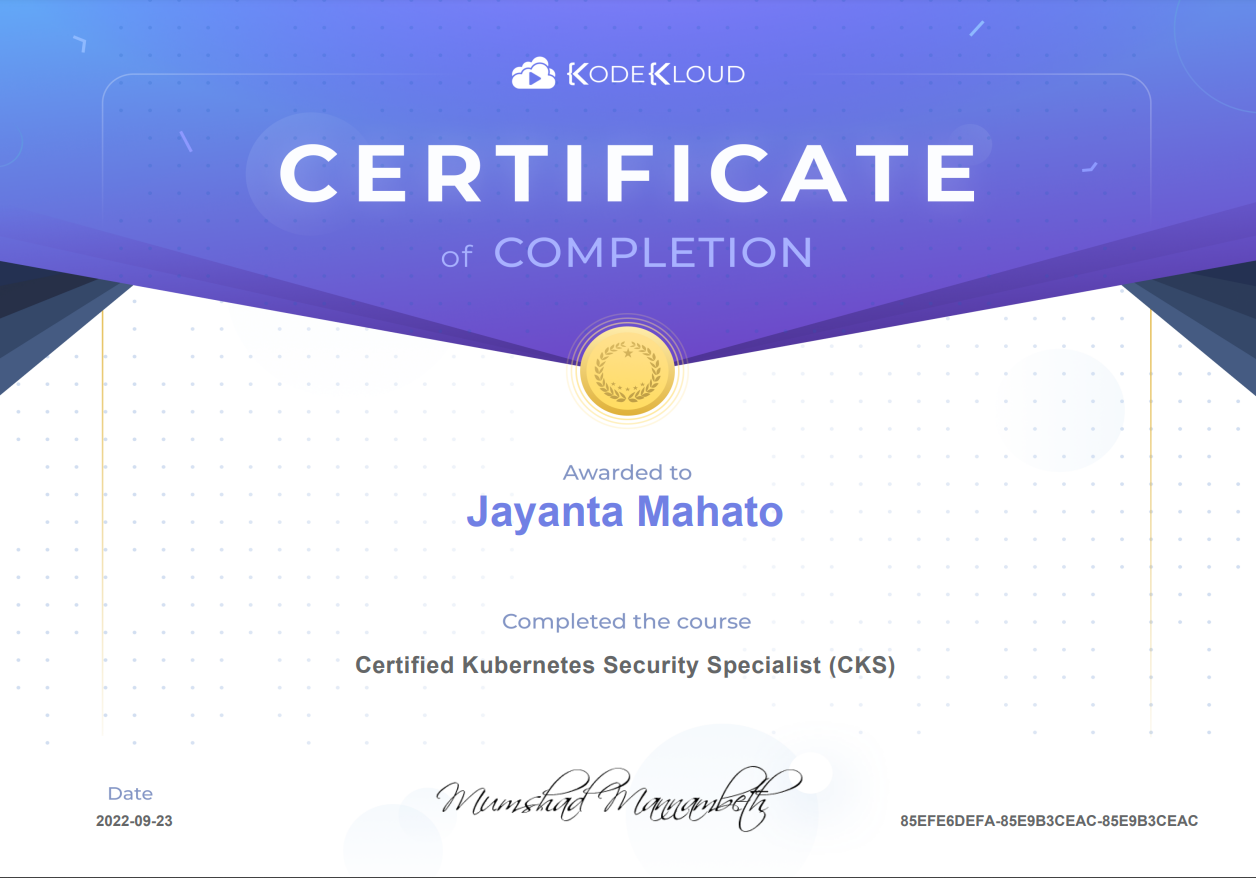 KODEKLOUD
CERTIFICATE
of COMPLETION
Awarded to
Jayanta Mahato
Completed the course
Certified Kubernetes Security Specialist (CKS)
Date
2022-09-23
Mumshad Mannambeth
85EFE6DEFA-85E9B3CEAC-85E9B3CEAC